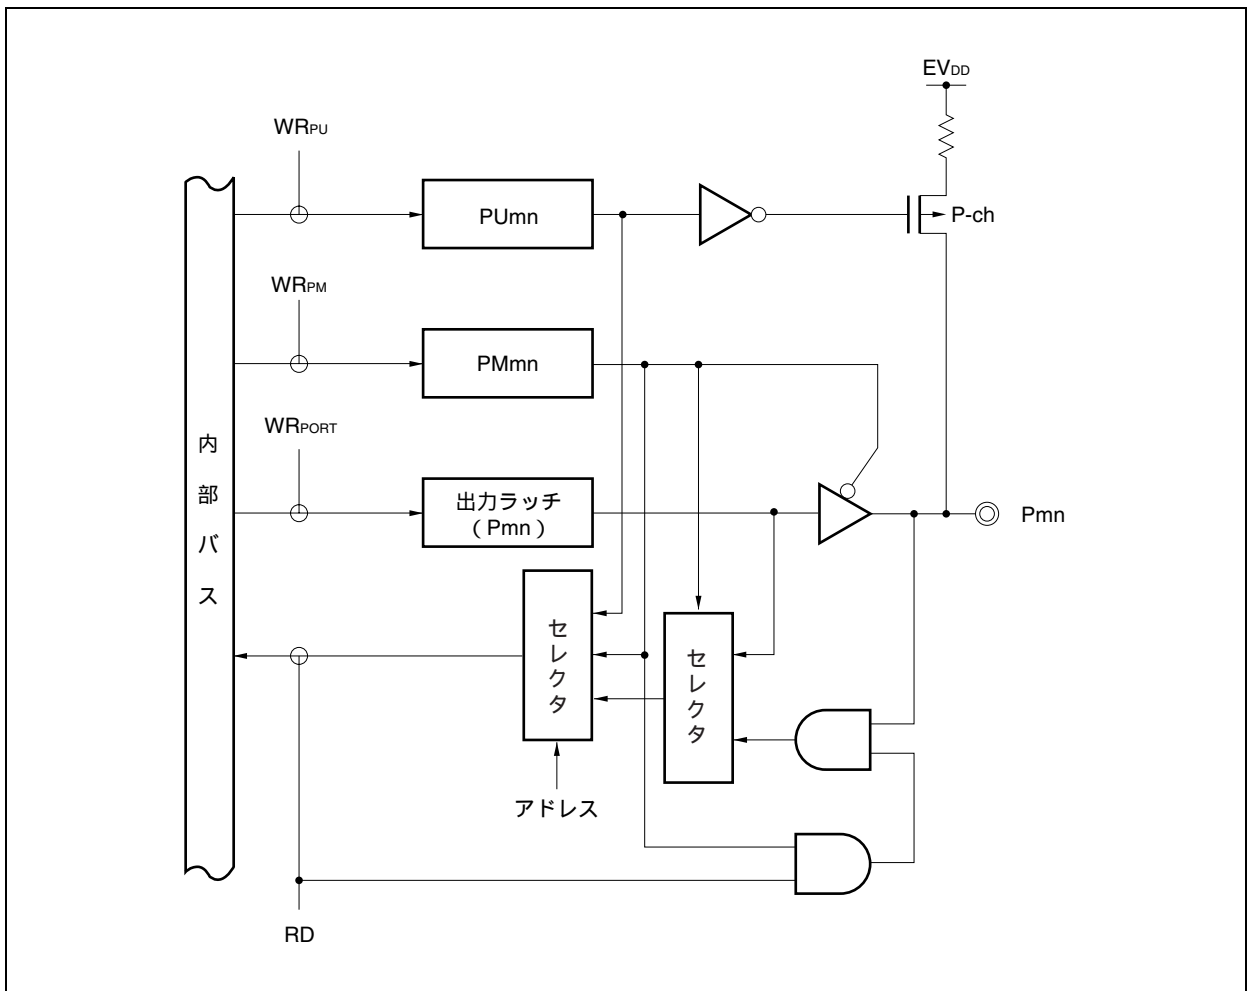 EVDD
WRPU
PUmn
P-ch
WRPM
PMmn
WRPORT
出力ラッチ
(Pmn)
Pmn
内部バス
セレクタ
セレクタ
アドレス
RD